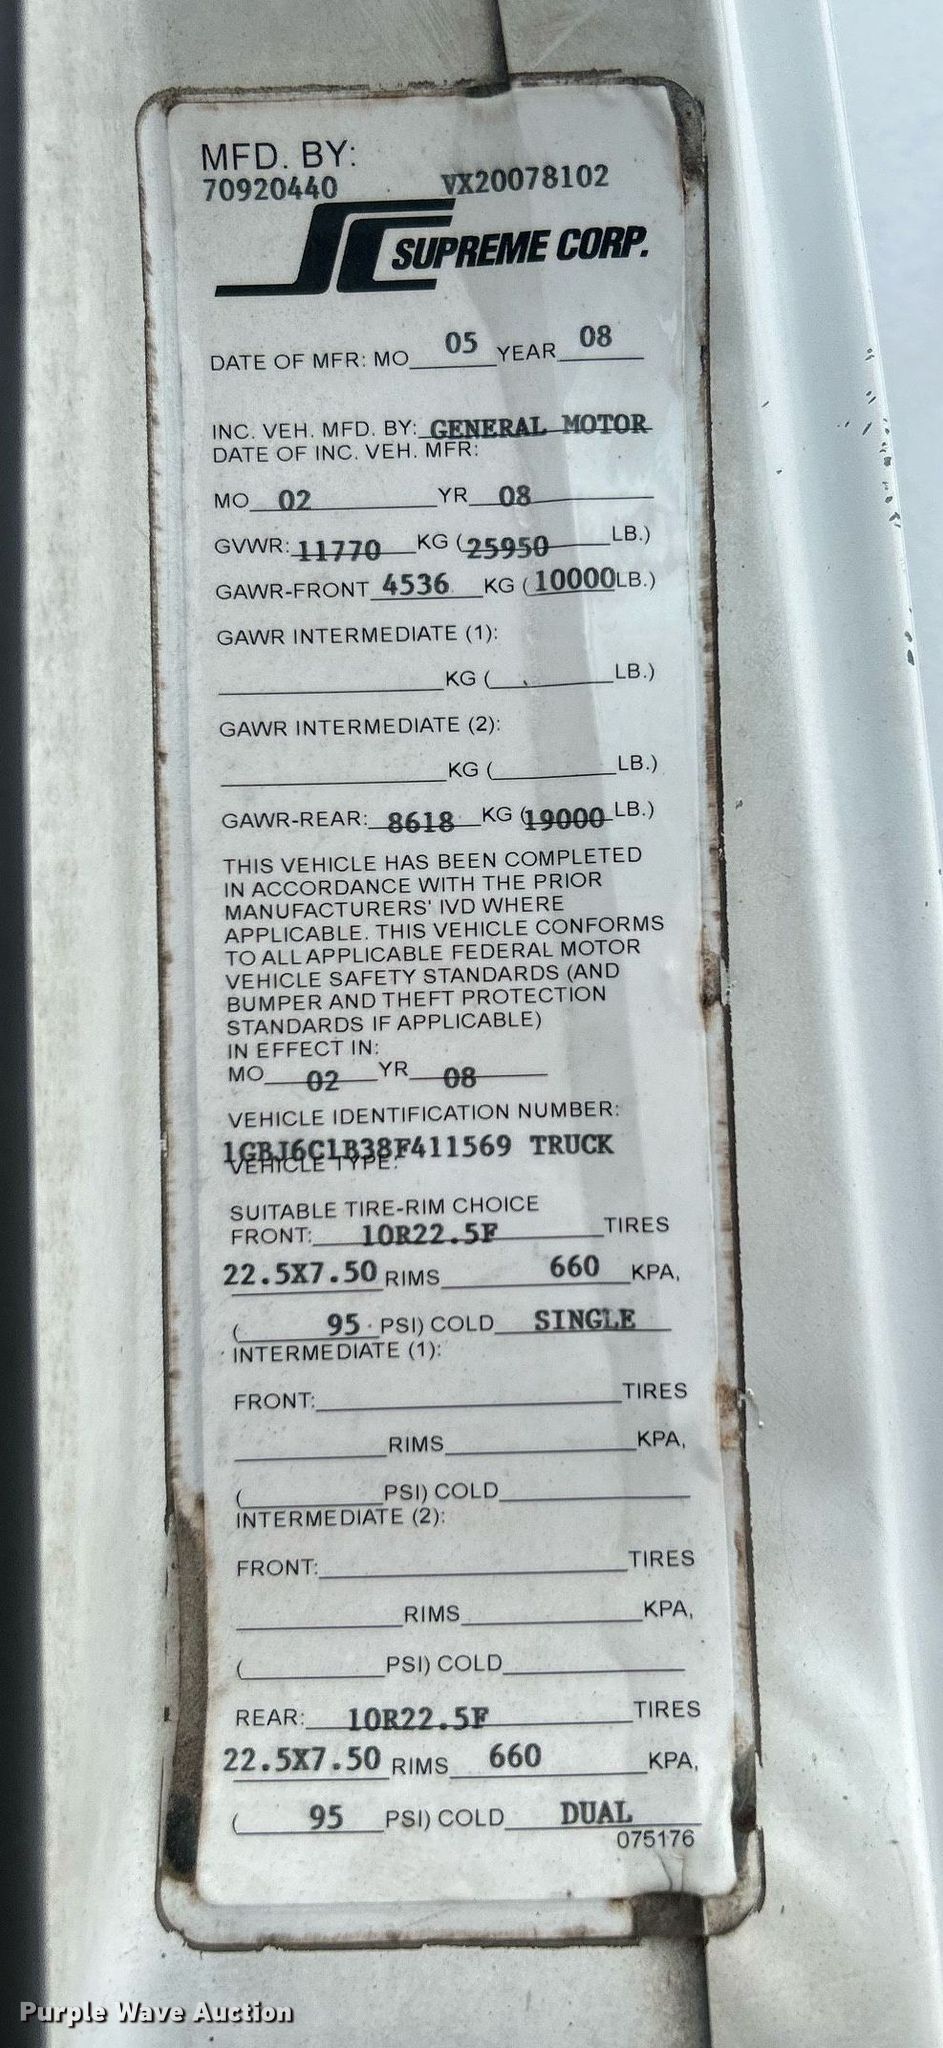 MFD. BY:
70920440 VX20078102
SC SUPREME CORP.
DATE OF MFR: MO 05 YEAR 08
INC. VEH. MFD. BY: GENERAL MOTOR
DATE OF INC. VEH. MFR:
MO 02 YR 08
GVWR: 11770 KG (25950 LB.)
GAWR-FRONT 4536 KG (10000 LB.)
GAWR INTERMEDIATE (1):
KG ( LB.)
GAWR INTERMEDIATE (2):
KG ( LB.)
GAWR-REAR: 8618 KG (19000 LB.)
THIS VEHICLE HAS BEEN COMPLETED
IN ACCORDANCE WITH THE PRIOR
MANUFACTURERS' IVD WHERE
APPLICABLE. THIS VEHICLE CONFORMS
TO ALL APPLICABLE FEDERAL MOTOR
VEHICLE SAFETY STANDARDS (AND
BUMPER AND THEFT PROTECTION
STANDARDS IF APPLICABLE)
IN EFFECT IN:
MO 02 YR 08
VEHICLE IDENTIFICATION NUMBER:
1GBJ6C1B38F411569 TRUCK
VEHICLE TYPE:
SUITABLE TIRE-RIM CHOICE
FRONT: 10R22.5F TIRES
22.5X7.50 RIMS 660 KPA,
( 95 PSI) COLD SINGLE
INTERMEDIATE (1):
FRONT: TIRES
RIMS KPA,
( PSI) COLD
INTERMEDIATE (2):
FRONT: TIRES
RIMS KPA,
( PSI) COLD
REAR: 10R22.5F TIRES
22.5X7.50 RIMS 660 KPA,
( 95 PSI) COLD DUAL
075176
Purple Wave Auction